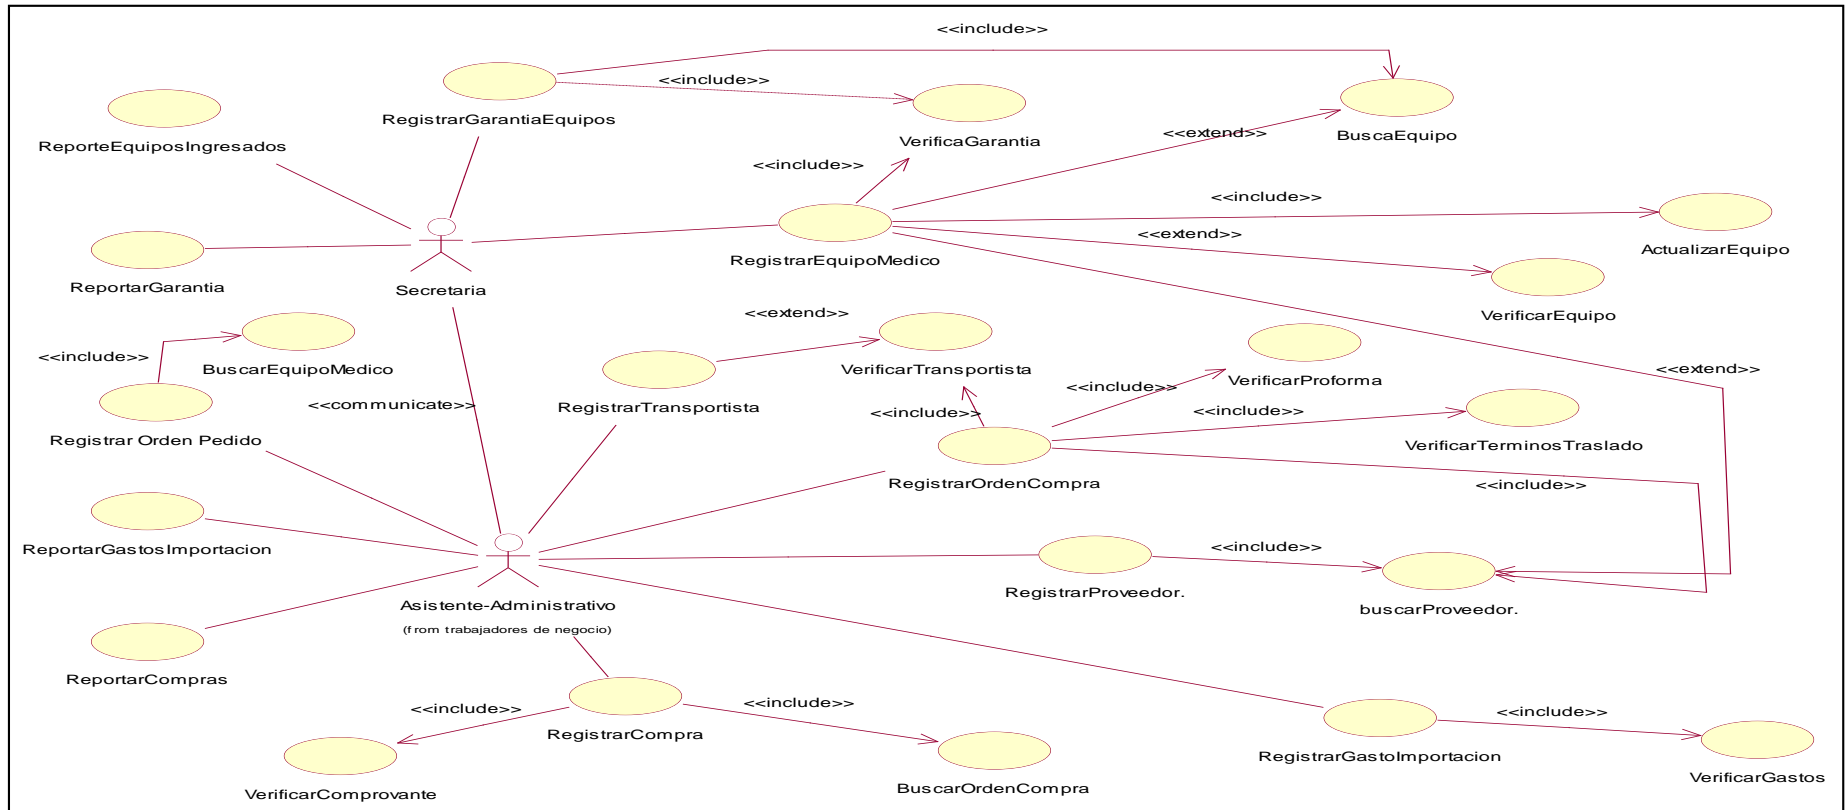 <<include>>
<<include>>
RegistrarGarantiaEquipos
ReporteEquiposIngresados
VerificaGarantia
<<extend>>
BuscaEquipo
<<include>>
<<include>>
<<extend>>
ActualizarEquipo
RegistrarEquipoMedico
ReportarGarantia
Secretaria
<<extend>>
VerificarEquipo
<<include>>
BuscarEquipoMedico
VerificarTransportista
<<extend>>
<<include>>
VerificarProforma
<<communicate>>
RegistrarTransportista
<<include>>
<<include>>
Registrar Orden Pedido
VerificarTerminosTraslado
RegistrarOrdenCompra
<<include>>
ReportarGastosImportacion
<<include>>
RegistrarProveedor.
buscarProveedor.
Asistente-Administrativo
(from trabajadores de negocio)
ReportarCompras
<<include>>
<<include>>
<<include>>
RegistrarCompra
RegistrarGastoImportacion
VerificarGastos
VerificarComprovante
BuscarOrdenCompra